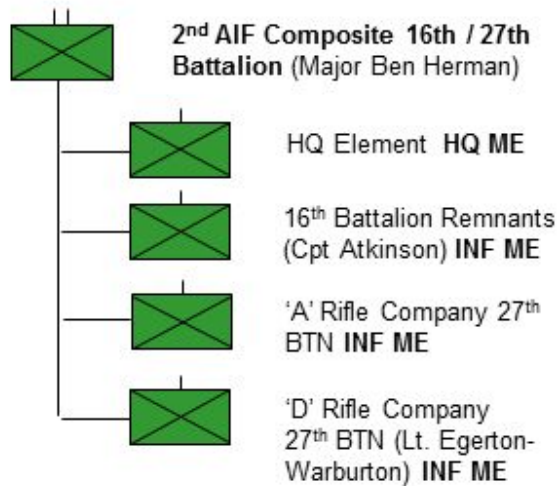 2nd AIF Composite 16th / 27th
Battalion (Major Ben Herman)
HQ Element HQ ME
16th Battalion Remnants
(Cpt Atkinson) INF ME
‘A’ Rifle Company 27th
BTN INF ME
‘D’ Rifle Company
27th BTN (Lt. Egerton-
Warburton) INF ME